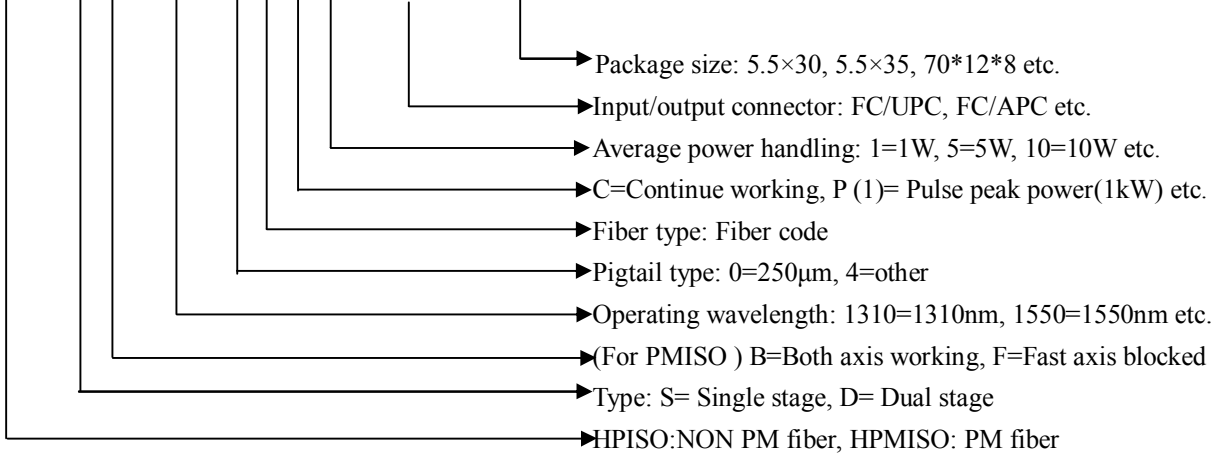 Package size: 5.5×30, 5.5×35, 70*12*8 etc.
Input/output connector: FC/UPC, FC/APC etc.
Average power handling: 1=1W, 5=5W, 10=10W etc.
C=Continue working, P (1)= Pulse peak power(1kW) etc.
Fiber type: Fiber code
Pigtail type: 0=250μm, 4=other
Operating wavelength: 1310=1310nm, 1550=1550nm etc.
(For PMISO ) B=Both axis working, F=Fast axis blocked
Type: S= Single stage, D= Dual stage
HPISO:NON PM fiber, HPMISO: PM fiber